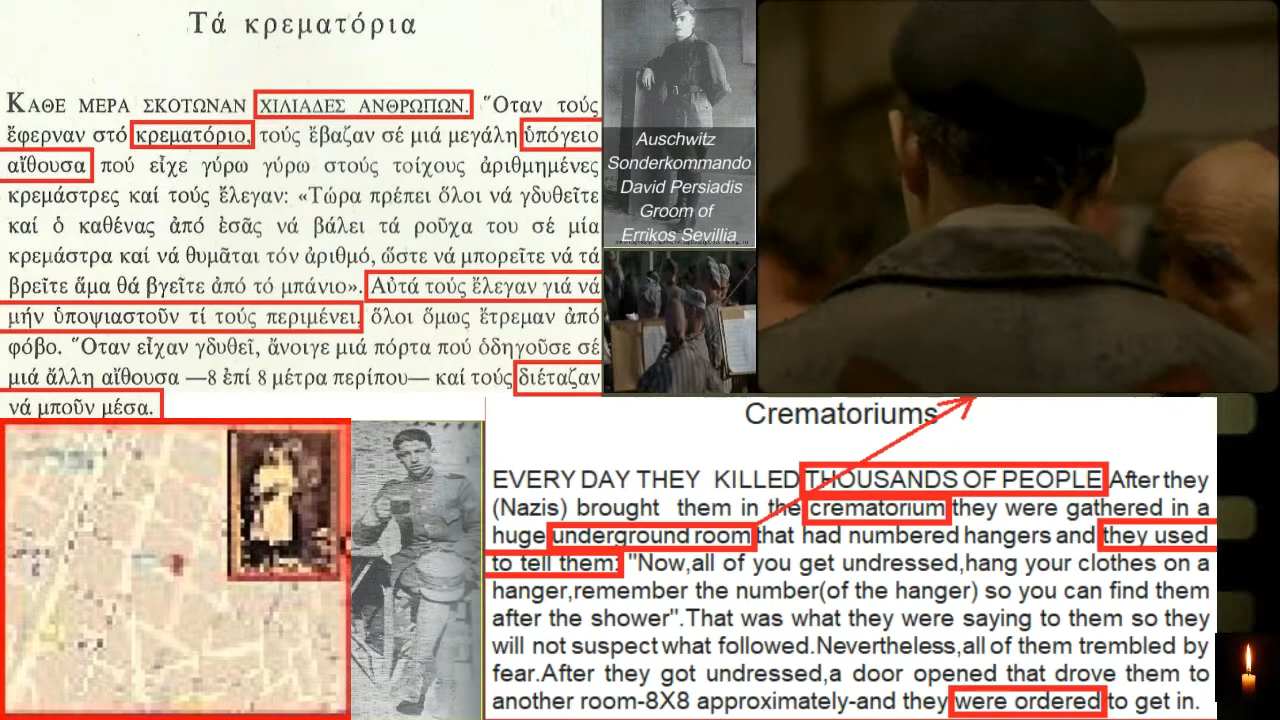 Τά κρεματόρια
ΚΑΘΕ ΜΕΡΑ ΣΚΟΤΩΝΑΝ ΧΙΛΙΑΔΕΣ ΑΝΘΡΩΠΩΝ. Ὅταν τούς
ἔφερναν στό κρεματόριο, τούς ἔβαζαν σέ μιά μεγάλη ὑπόγειο
αἴθουσα πού εἶχε γύρω γύρω στούς τοίχους ἀριθμημένες
κρεμάστρες καί τούς ἔλεγαν: «Τώρα πρέπει ὅλοι νά γδυθεῖτε
καί ὁ καθένας ἀπό ἐσᾶς νά βάλει τά ροῦχα του σέ μία
κρεμάστρα καί νά θυμᾶται τόν ἀριθμό, ὥστε νά μπορεῖτε νά τά
βρεῖτε ἅμα θά βγεῖτε ἀπό τό μπάνιο». Αὐτά τούς ἔλεγαν γιά νά
μήν ὑποψιαστοῦν τί τούς περιμένει, ὅλοι ὅμως ἔτρεμαν ἀπό
φόβο. Ὅταν εἶχαν γδυθεῖ, ἄνοιγε μιά πόρτα πού ὁδηγοῦσε σέ
μιά ἄλλη αἴθουσα —8 ἐπί 8 μέτρα περίπου— καί τούς διέταζαν
νά μποῦν μέσα.
Auschwitz
Sonderkommando
David Persiadis
Groom of
Errikos Sevillia
Crematoriums
EVERY DAY THEY KILLED THOUSANDS OF PEOPLE After they
(Nazis) brought them in the crematorium they were gathered in a
huge underground room that had numbered hangers and they used
to tell them: "Now,all of you get undressed,hang your clothes on a
hanger,remember the number(of the hanger) so you can find them
after the shower".That was what they were saying to them so they
will not suspect what followed.Nevertheless,all of them trembled by
fear.After they got undressed,a door opened that drove them to
another room-8X8 approximately-and they were ordered to get in.